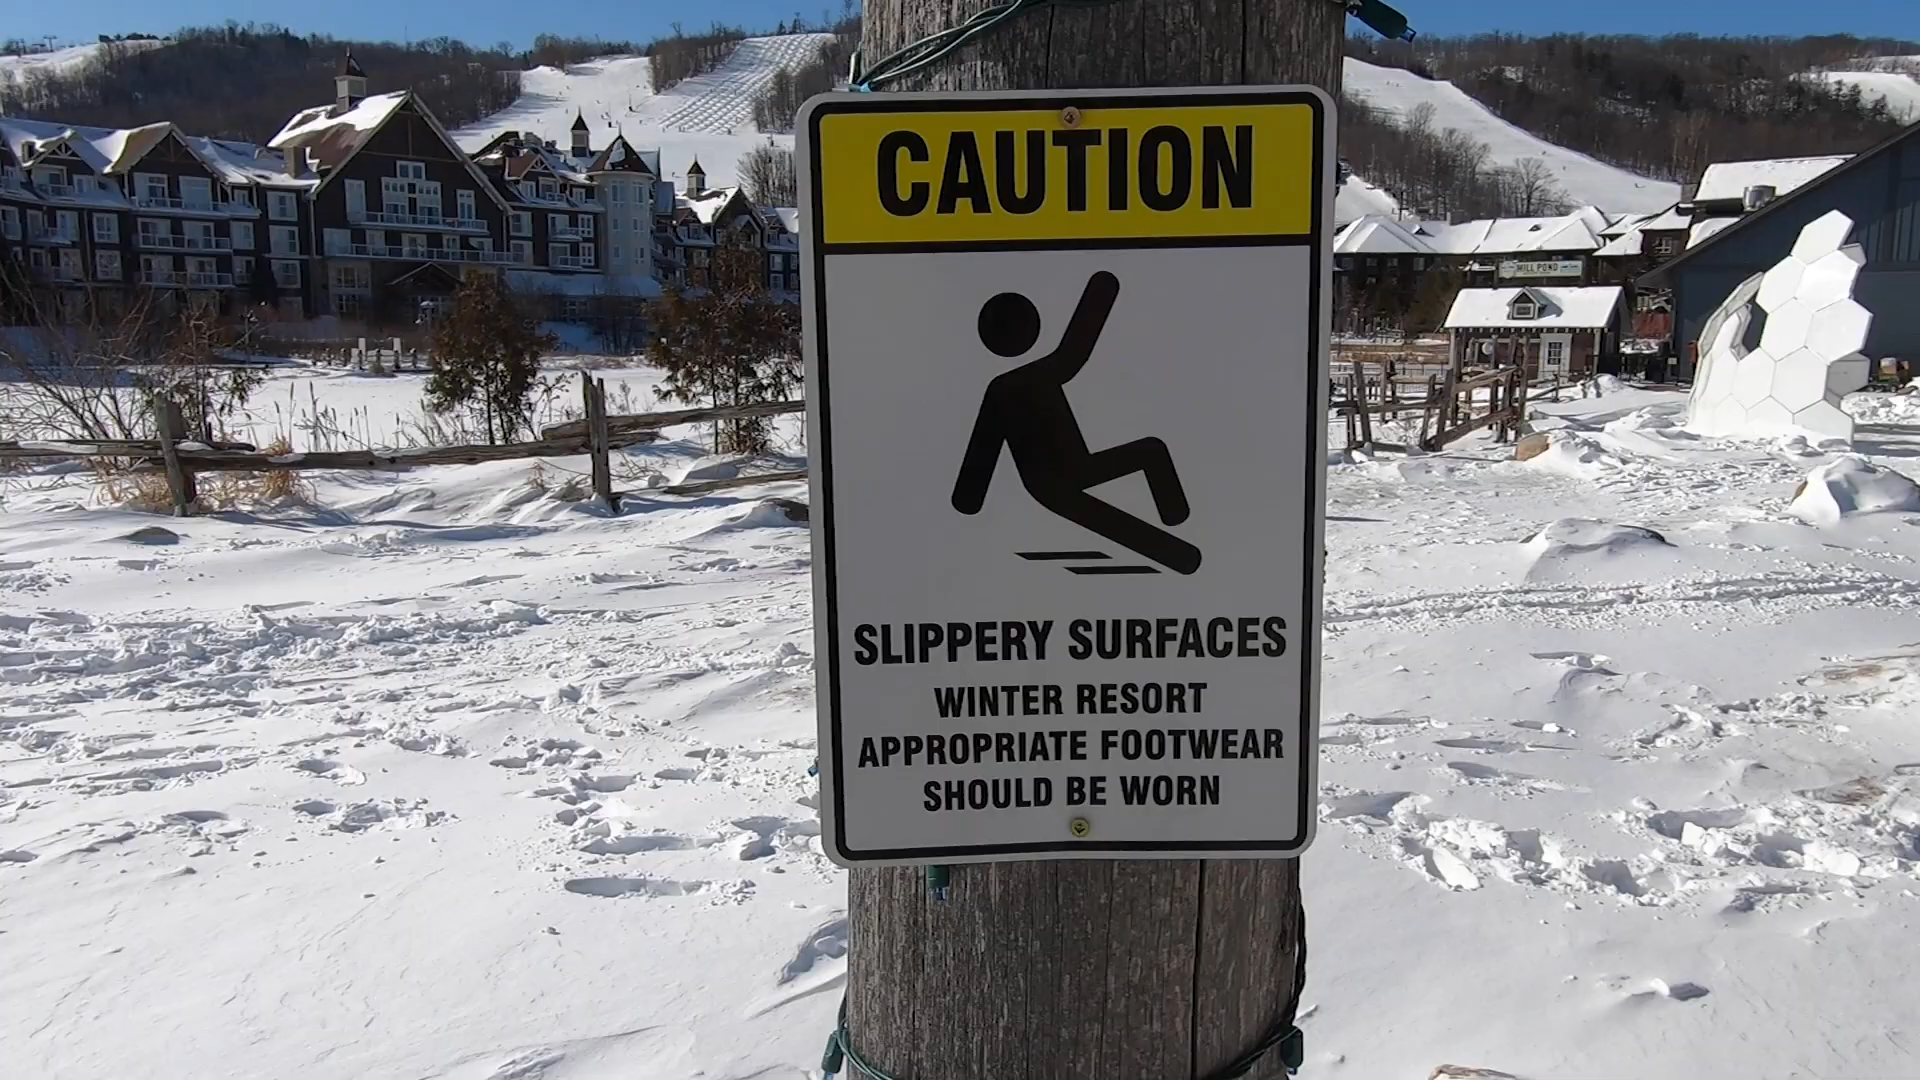 CAUTION
SLIPPERY SURFACES
WINTER RESORT
APPROPRIATE FOOTWEAR
SHOULD BE WORN
MILL POND